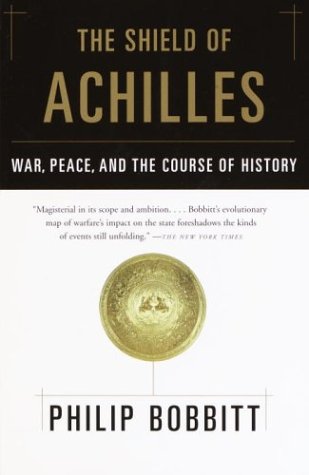 THE SHIELD OF
ACHILLES
WAR, PEACE, AND THE COURSE OF HISTORY
"Magisterial in its scope and ambition. . . . Bobbitt's evolutionary
map of warfare's impact on the state foreshadows the kinds
of events still unfolding." —THE NEW YORK TIMES
PHILIP BOBBITT